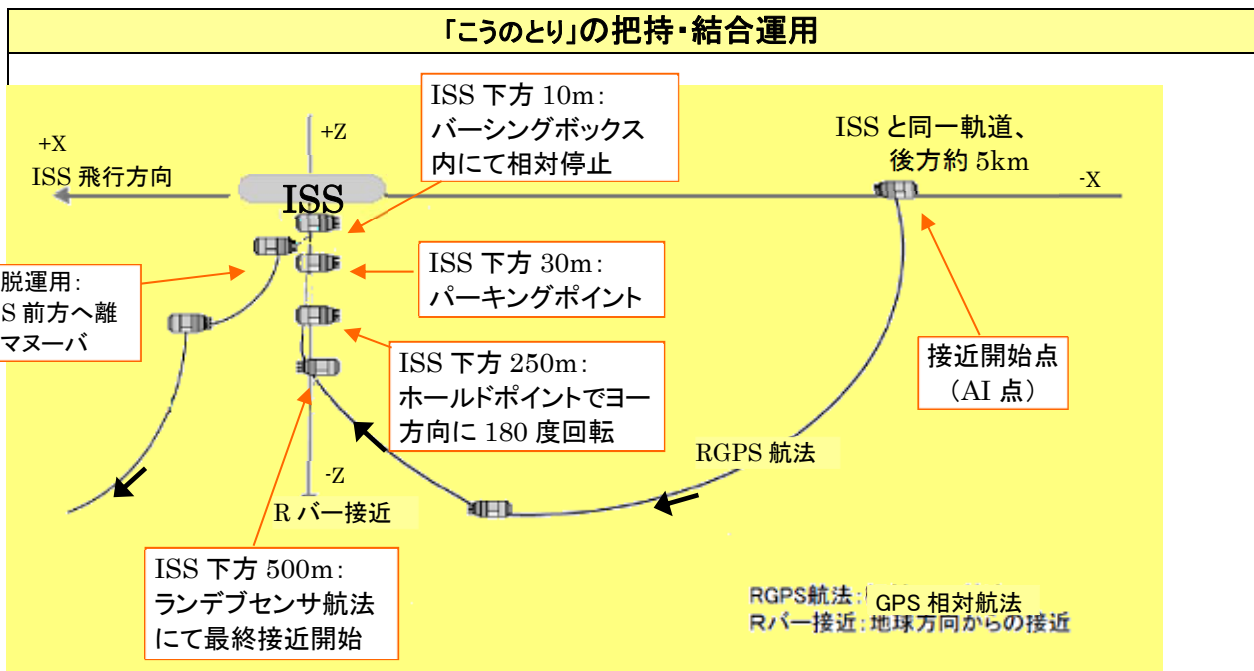 「こうのとり」の把持・結合運用
ISS 下方 10m:
バーシングボックス
内にて相対停止
+Z
+X
ISS 飛行方向
ISS
ISS と同一軌道、
後方約 5km
-X
ISS 下方 30m:
パーキングポイント
脱運用:
S 前方へ離
マヌーバ
ISS 下方 250m:
ホールドポイントでヨー
方向に 180 度回転
接近開始点
(AI 点)
RGPS 航法
-Z
R バー接近
ISS 下方 500m:
ランデブセンサ航法
にて最終接近開始
RGPS航法: GPS 相対航法
Rバー接近:地球方向からの接近